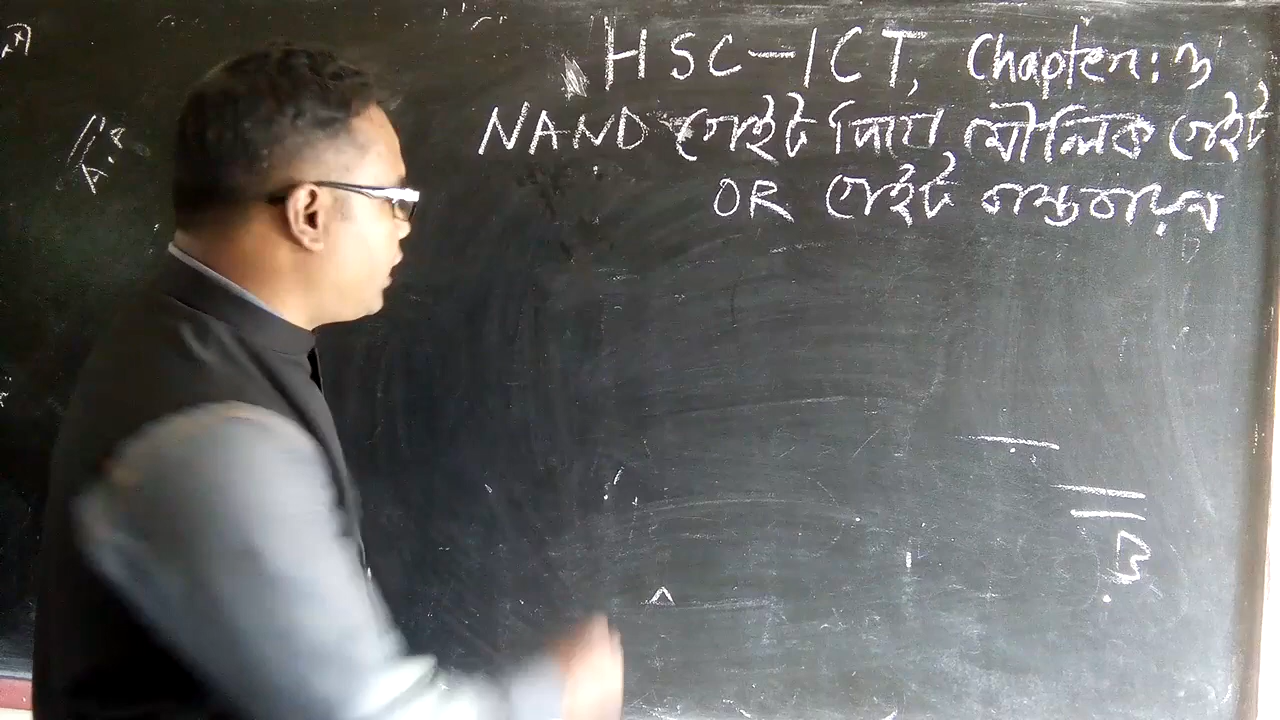 HSC-ICT, Chapter: ৩
NAND গেইট দিয়ে মৌলিক গেইট
OR গেইট বাস্তবায়ন